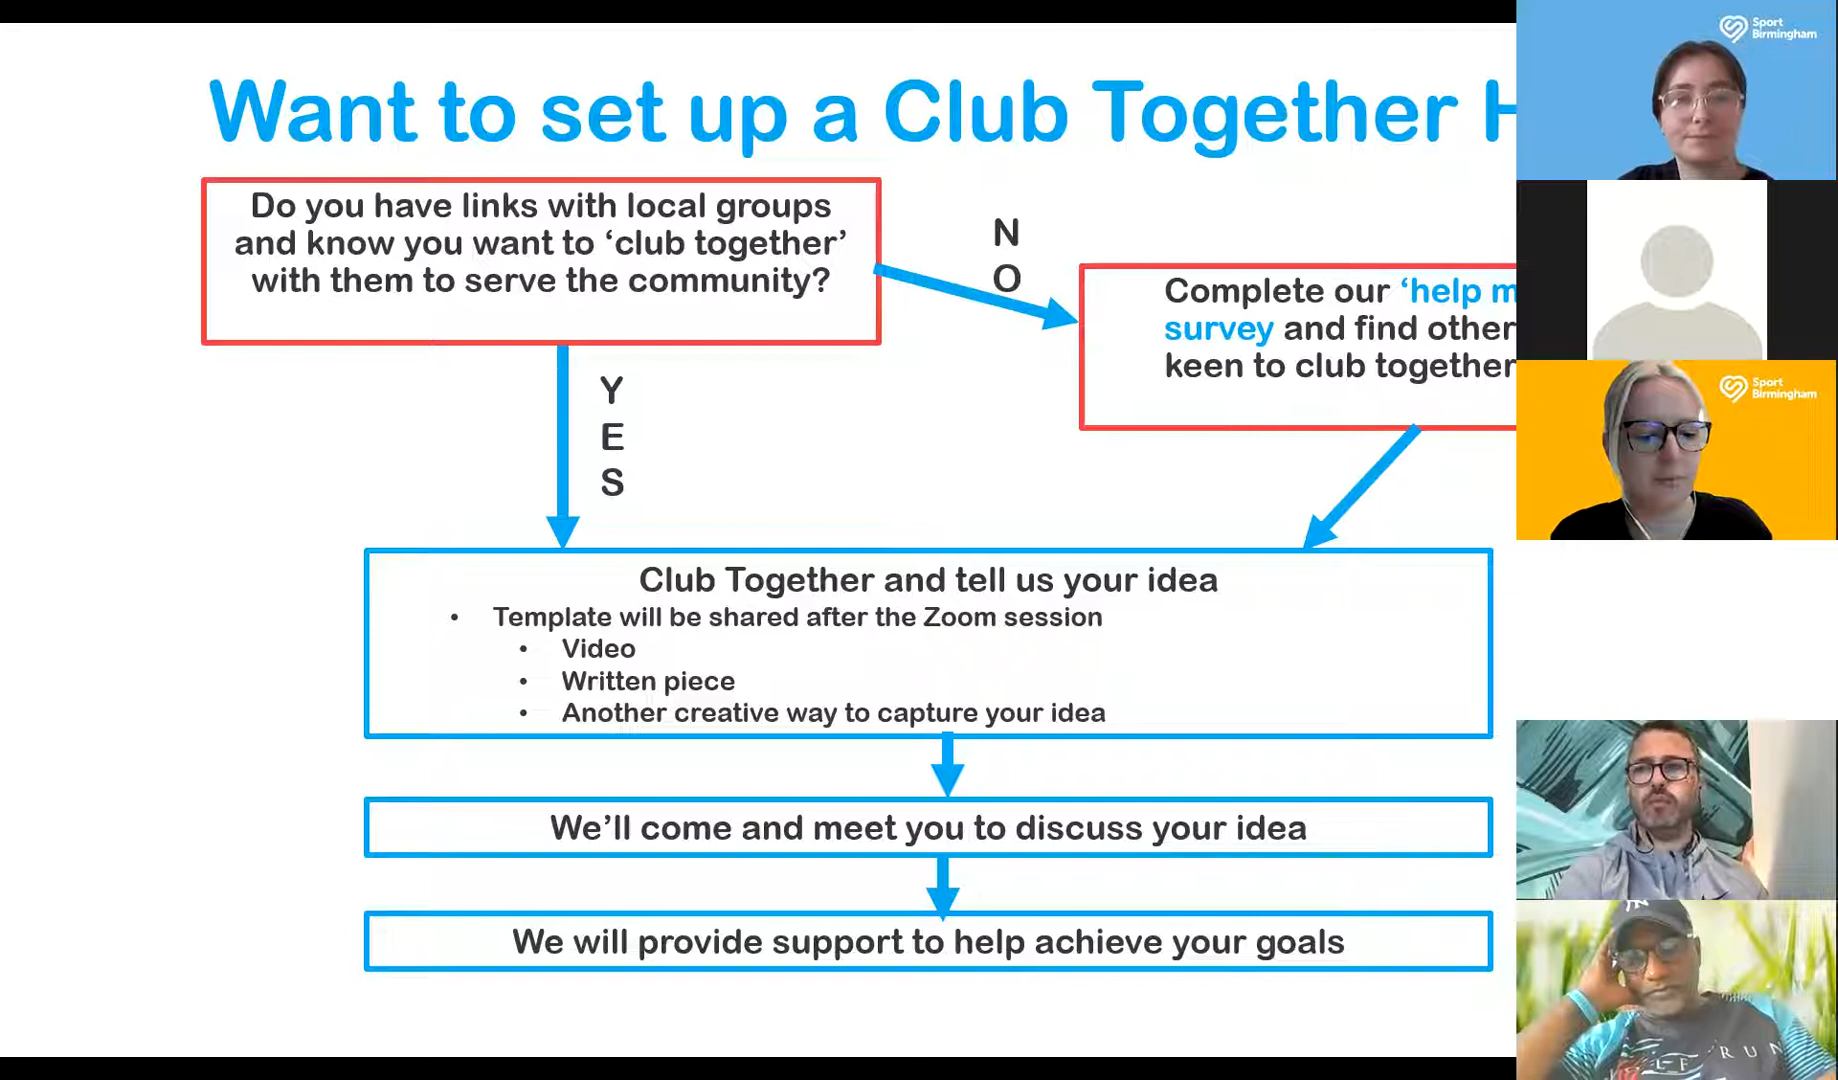 Want to set up a Club Together
Do you have links with local groups
and know you want to ‘club together’
with them to serve the community?
N
O
Complete our ‘help
survey and find other
keen to club together
Y
E
S
Club Together and tell us your idea
• Template will be shared after the Zoom session
• Video
• Written piece
• Another creative way to capture your idea
We’ll come and meet you to discuss your idea
We will provide support to help achieve your goals
Sport
Birmingham
Sport
Birmingham
RUN